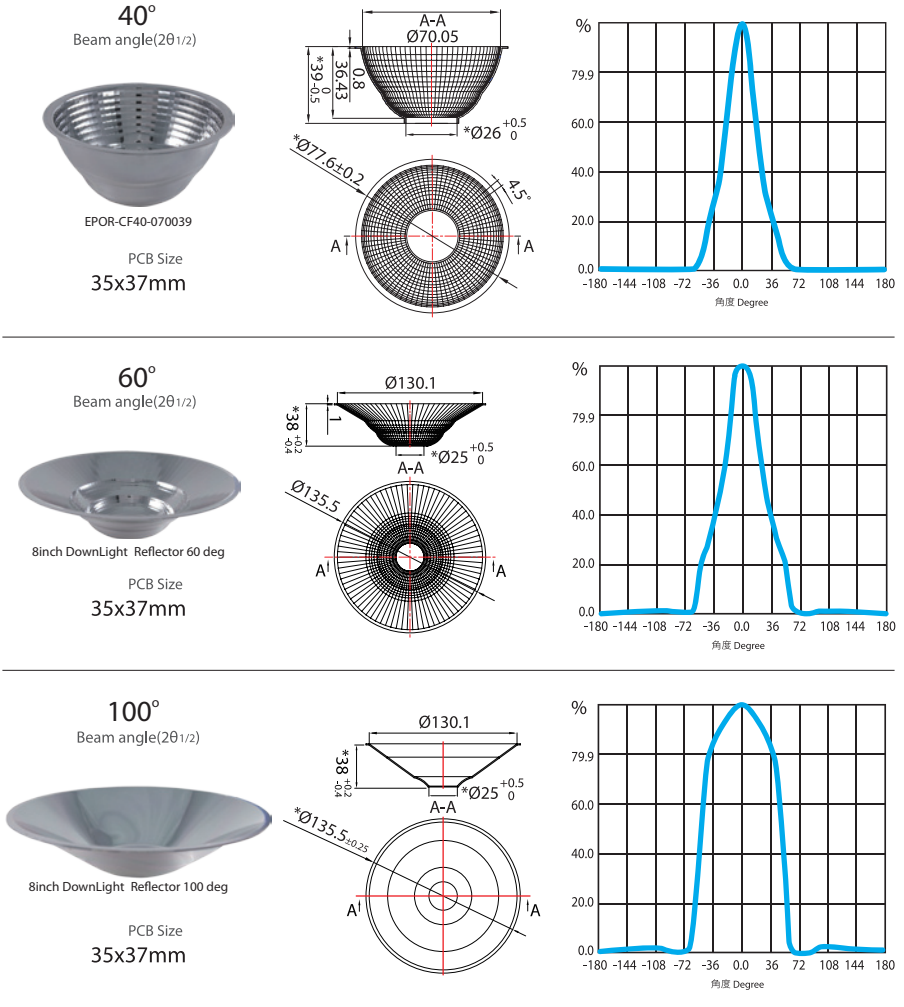 40°
Beam angle(2θ1/2)
EPOR-CF40-070039
PCB Size
35x37mm
A-A
Ø70.05
*39 0 -0.5
36.43
0.8
*Ø26 +0.5 0
*Ø77.6±0.2
4.5°
A A
%
79.9
60.0
40.0
20.0
0.0
-180 -144 -108 -72 -36 0.0 36 72 108 144 180
角度 Degree
60°
Beam angle(2θ1/2)
8inch DownLight Reflector 60 deg
PCB Size
35x37mm
Ø130.1
*38 +0.2 -0.4
1
*Ø25 +0.5 0
A-A
Ø135.5
A A
%
79.9
60.0
40.0
20.0
0.0
-180 -144 -108 -72 -36 0.0 36 72 108 144 180
角度 Degree
100°
Beam angle(2θ1/2)
8inch DownLight Reflector 100 deg
PCB Size
35x37mm
Ø130.1
*38 +0.2 -0.4
*Ø25 +0.5 0
A-A
*Ø135.5±0.25
A A
%
79.9
60.0
40.0
20.0
0.0
-180 -144 -108 -72 -36 0.0 36 72 108 144 180
角度 Degree